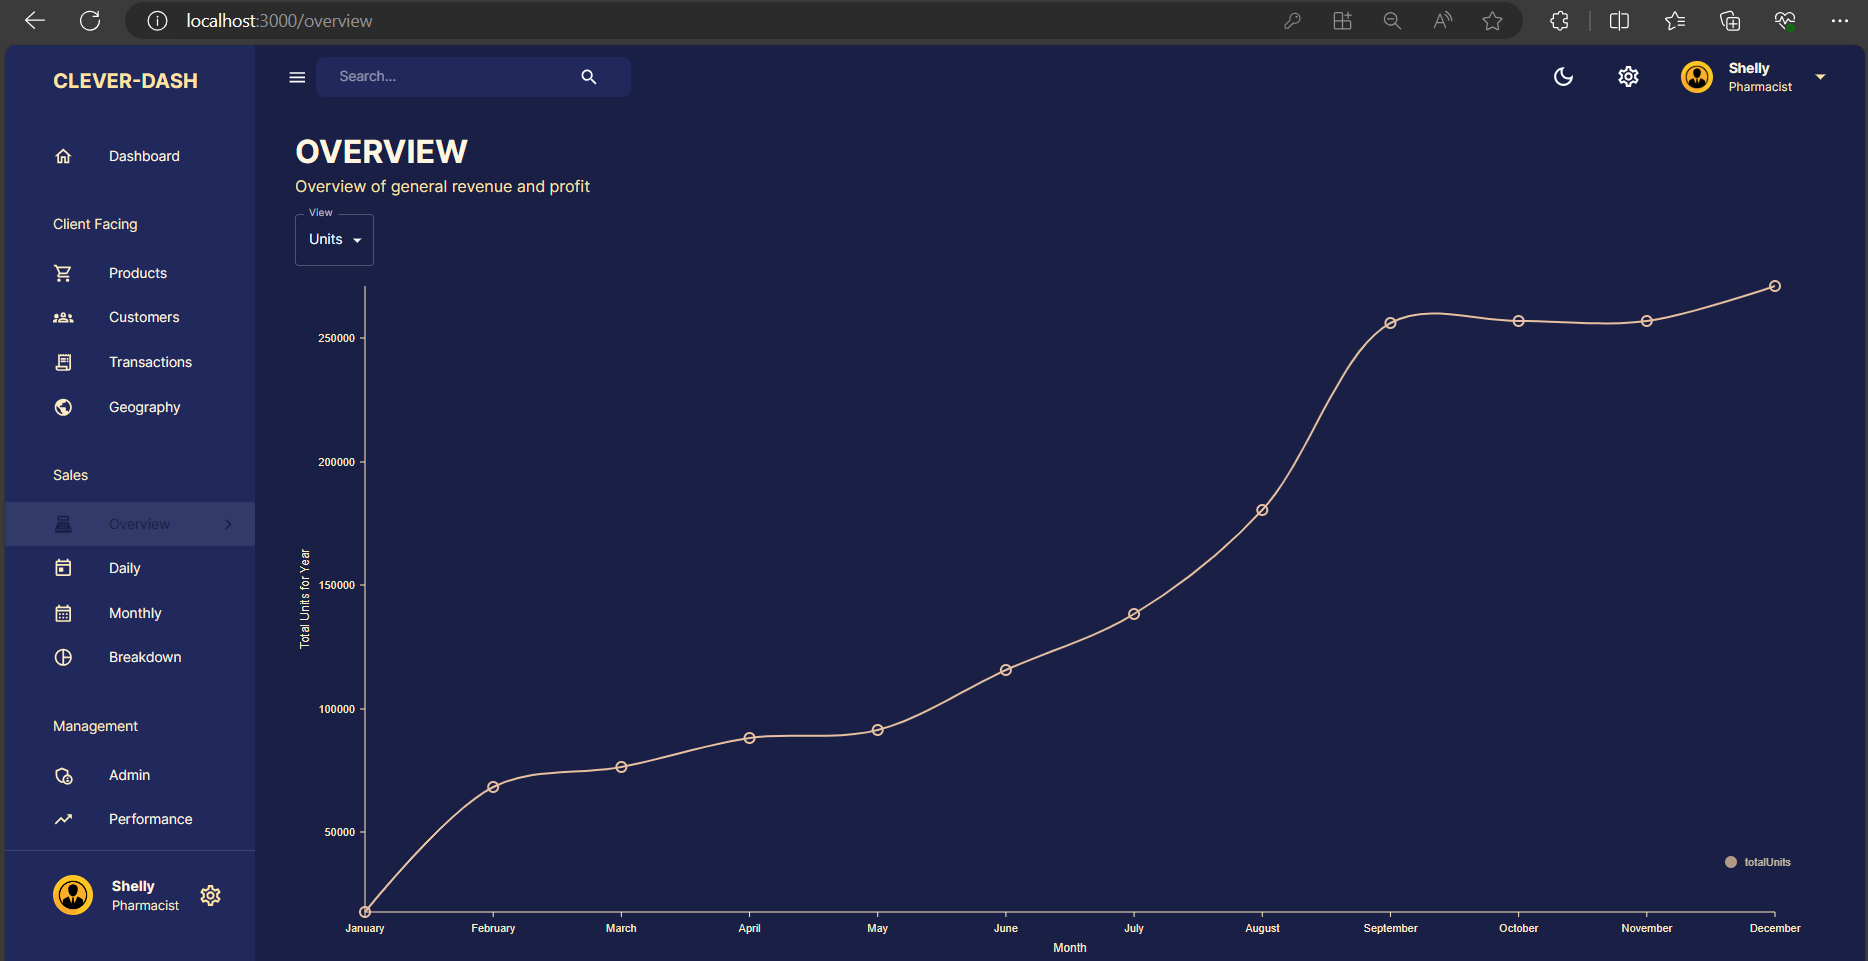 localhost:3000/overview
CLEVER-DASH
Search...
Shelly
Pharmacist
Dashboard
Client Facing
Products
Customers
Transactions
Geography
Sales
Overview
Daily
Monthly
Breakdown
Management
Admin
Performance
Shelly
Pharmacist
OVERVIEW
Overview of general revenue and profit
View
Units
250000
200000
150000
100000
50000
Total Units for Year
totalUnits
January February March April May June July August September October November December
Month